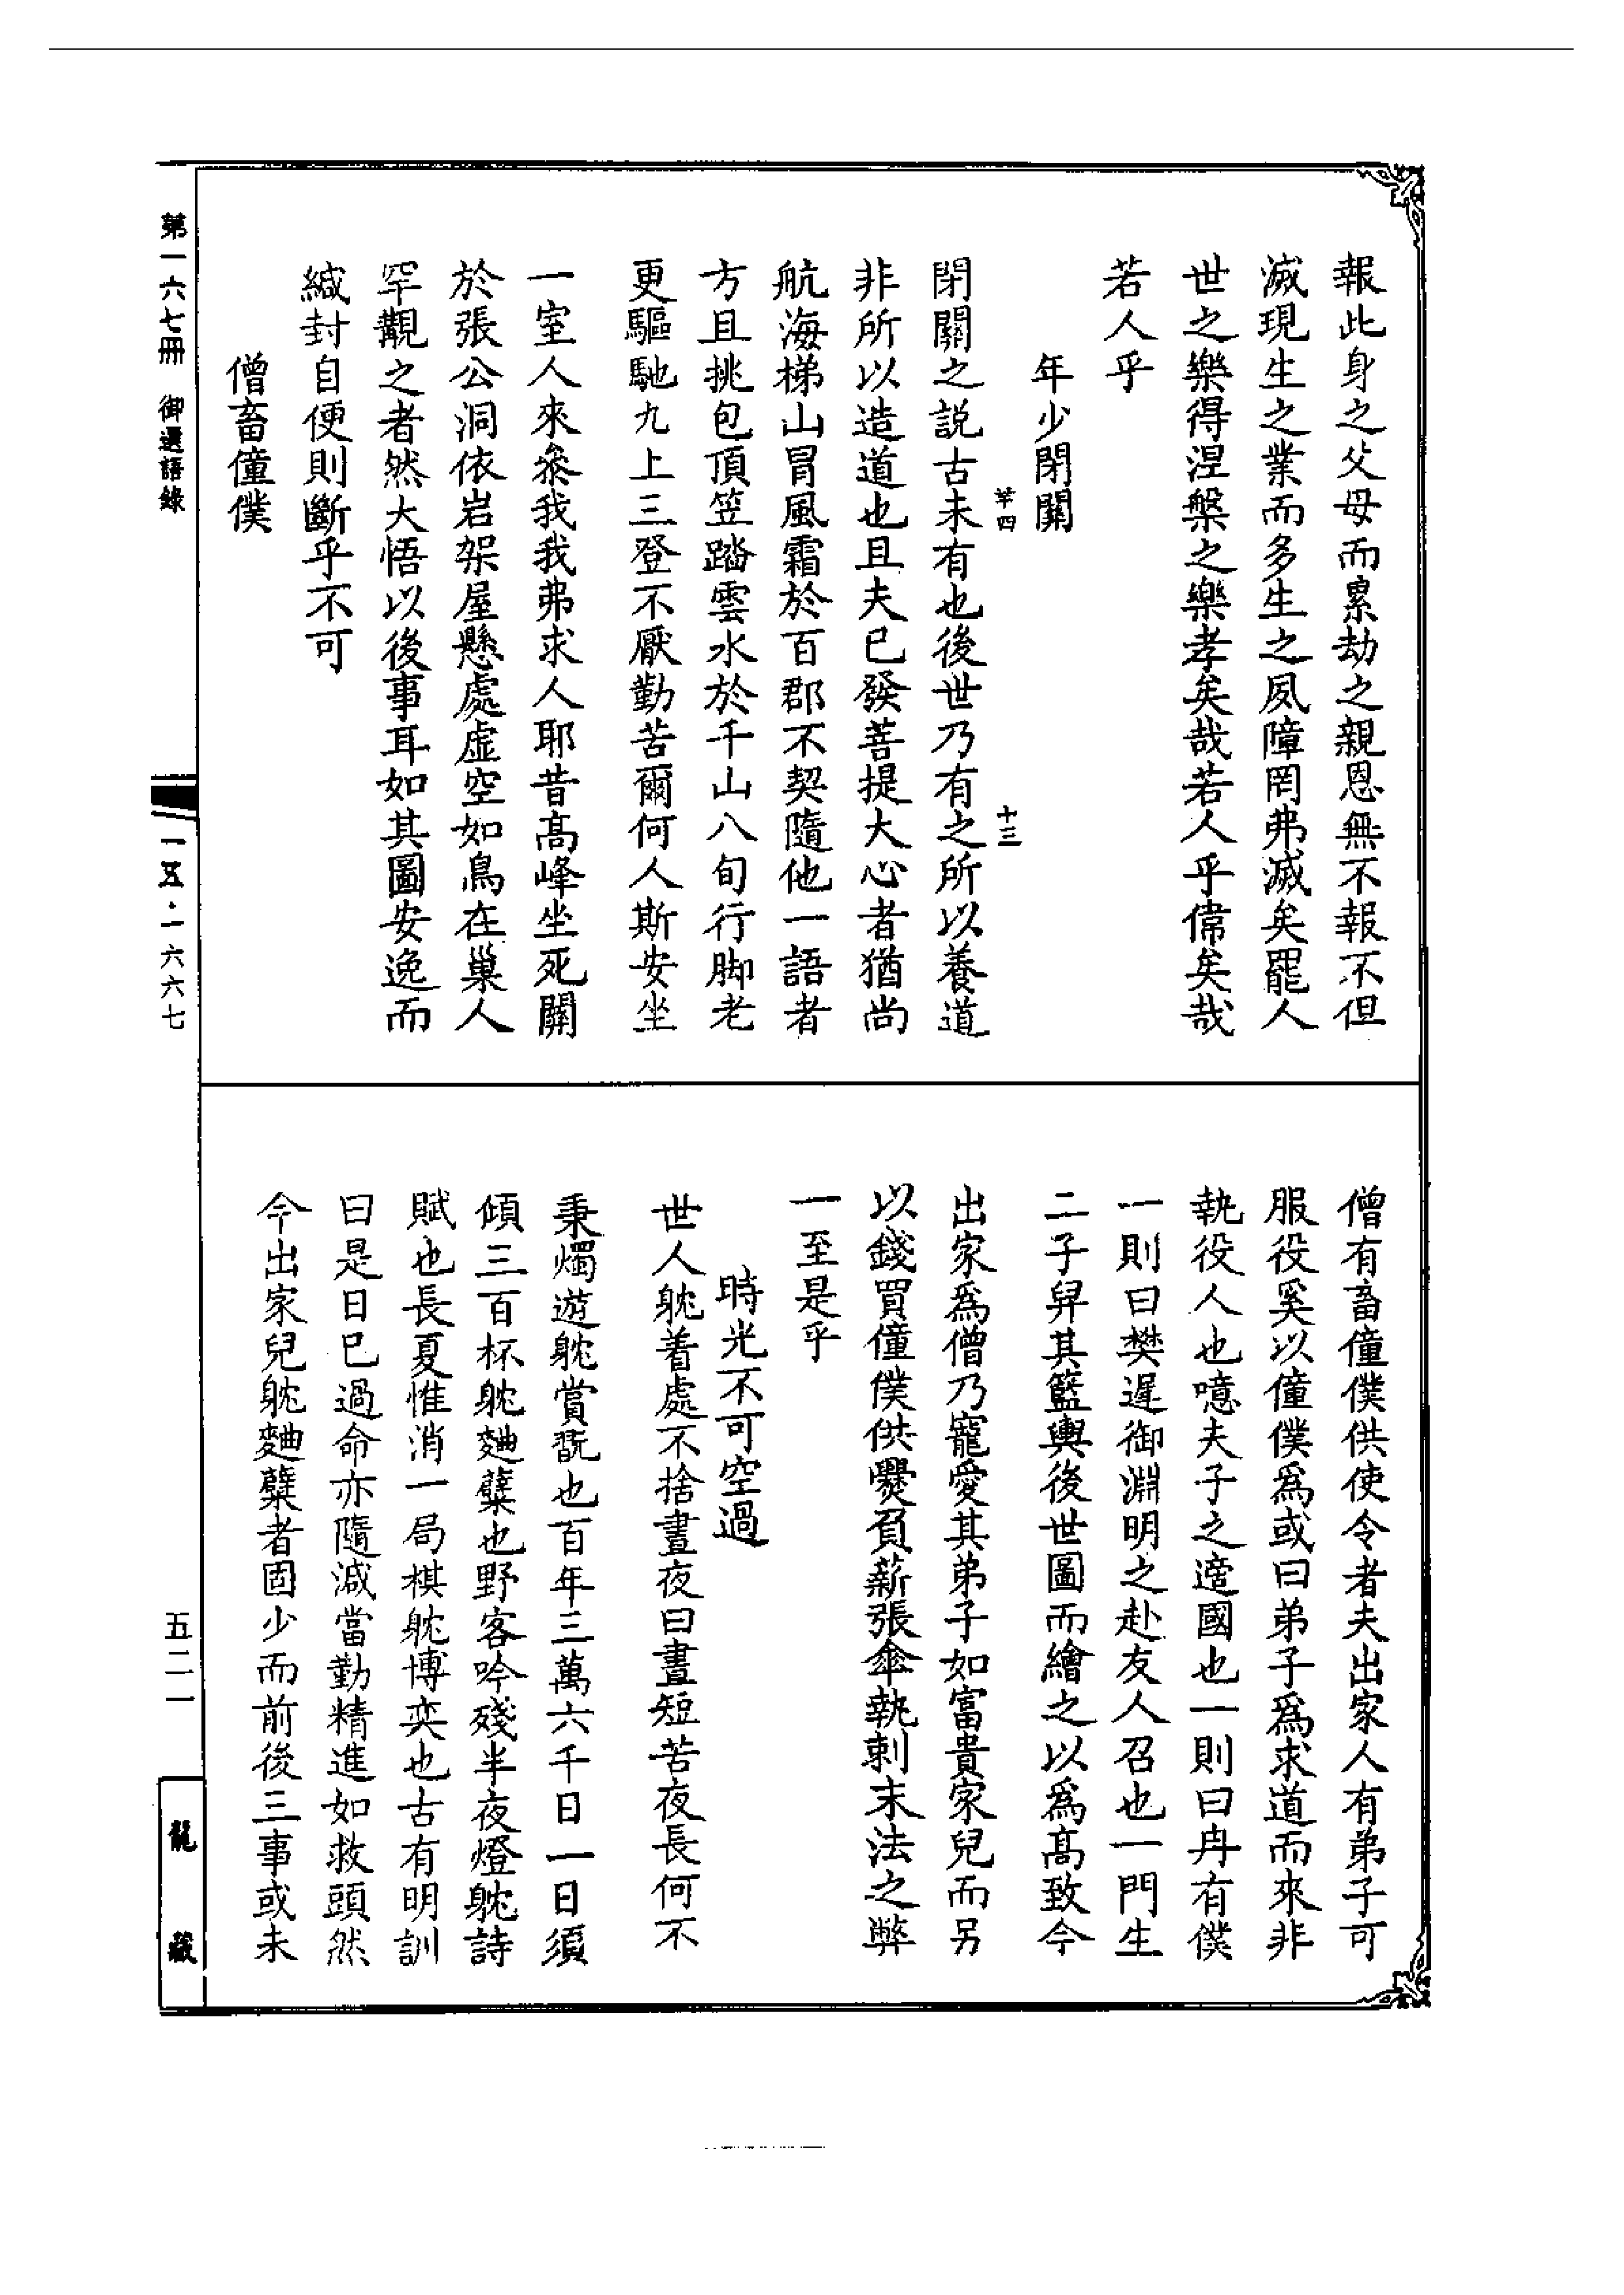 報此身之父母而累劫之親恩無不報不但
滅現生之業而多生之夙障罔弗滅矣罷人
世之樂得涅槃之樂孝矣哉若人乎偉矣哉
若人乎
年少閉關
莘四
十三
閉關之説古未有也後世乃有之所以養道
非所以造道也且夫已發菩提大心者猶尚
航海梯山冒風霜於百郡不契隨他一語者
方且挑包頂笠踏雲水於千山八旬行脚老
更驅馳九上三登不厭勤苦爾何人斯安坐
一室人來叅我我弗求人耶昔髙峰坐死關
於張公洞依岩架屋懸處虛空如鳥在巢人
罕覯之者然大悟以後事耳如其圖安逸而
緘封自便則斷乎不可
僧畜僮僕
僧有畜僮僕供使令者夫出家人有弟子可
服役奚以僮僕爲或曰弟子爲求道而來非
執役人也噫夫子之適國也一則曰冉有僕
一則曰樊遲御淵明之赴友人召也一門生
二子舁其籃輿後世圖而繪之以爲髙致今
出家爲僧乃寵愛其弟子如富貴家兒而另
以錢買僮僕供爨負薪張傘執刺末法之弊
一至是乎
時光不可空過
世人躭着處不捨晝夜曰晝短苦夜長何不
秉燭遊躭賞翫也百年三萬六千日一日須
傾三百杯躭麯糵也野客吟殘半夜燈躭詩
賦也長夏惟消一局棋躭博奕也古有明訓
曰是日已過命亦隨減當勤精進如救頭然
今出家兒躭麯糵者固少而前後三事或未
第一六七冊 御選語錄
一五·一六六七
五二一
龍藏